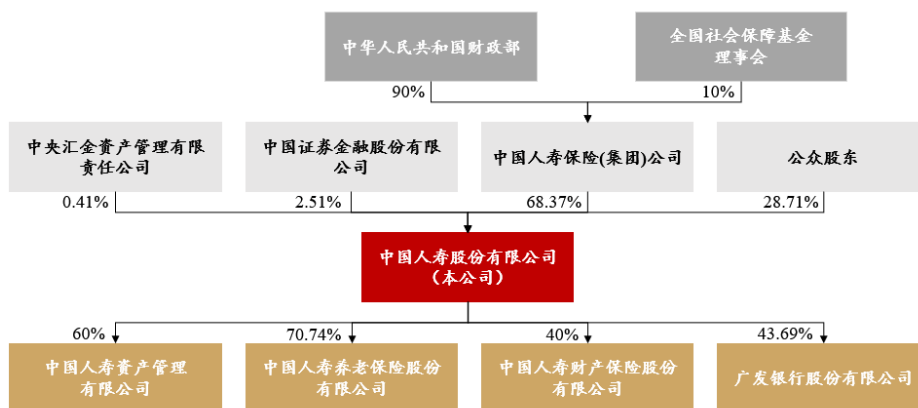 中华人民共和国财政部
全国社会保障基金
理事会
90%
10%
中央汇金资产管理有限
责任公司
中国证券金融股份有限
公司
中国人寿保险(集团)公司
公众股东
0.41%
2.51%
68.37%
28.71%
中国人寿股份有限公司
（本公司）
60%
70.74%
40%
43.69%
中国人寿资产管理
有限公司
中国人寿养老保险股份
有限公司
中国人寿财产保险股份
有限公司
广发银行股份有限公司